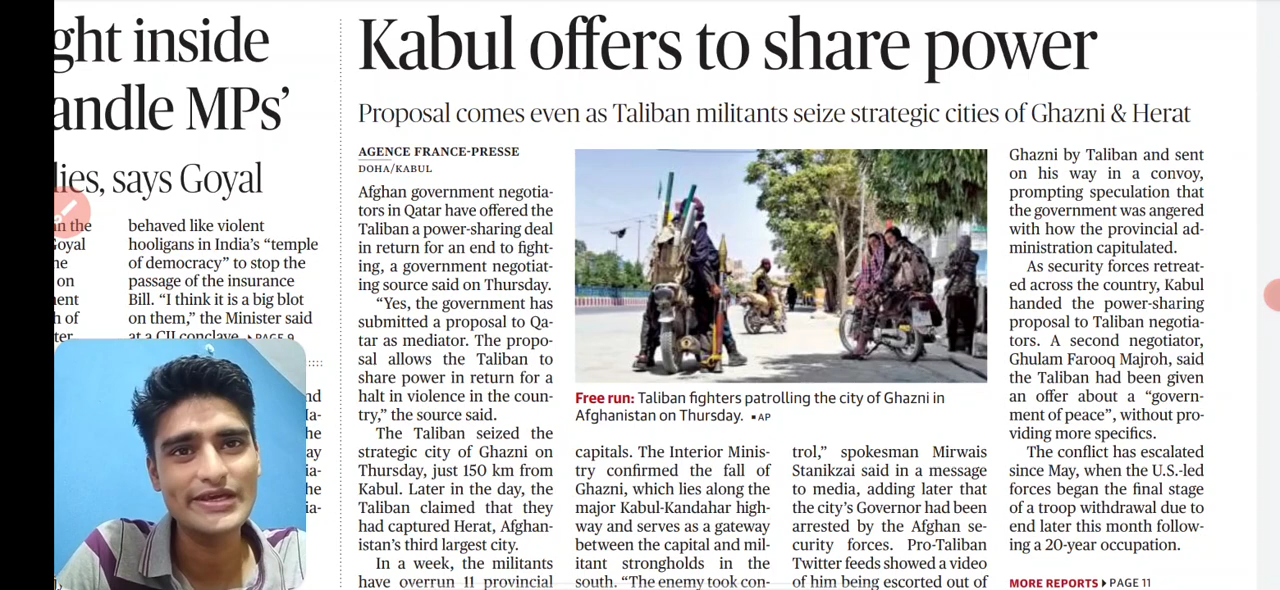 ght inside
andle MPs’
lies, says Goyal
in the
Goyal
he
on
ent
h of
ter
behaved like violent
hooligans in India’s “temple
of democracy” to stop the
passage of the insurance
Bill. “I think it is a big blot
on them,” the Minister said
at a CII conclave. ▸ PAGE 9
nd
la-
he
ay
ia-
he
ia-
Kabul offers to share power
Proposal comes even as Taliban militants seize strategic cities of Ghazni & Herat
AGENCE FRANCE-PRESSE
DOHA/KABUL
Afghan government negotia-
tors in Qatar have offered the
Taliban a power-sharing deal
in return for an end to fight-
ing, a government negotiat-
ing source said on Thursday.
“Yes, the government has
submitted a proposal to Qa-
tar as mediator. The propo-
sal allows the Taliban to
share power in return for a
halt in violence in the coun-
try,” the source said.
The Taliban seized the
strategic city of Ghazni on
Thursday, just 150 km from
Kabul. Later in the day, the
Taliban claimed that they
had captured Herat, Afghan-
istan’s third largest city.
In a week, the militants
have overrun 11 provincial
Free run: Taliban fighters patrolling the city of Ghazni in
Afghanistan on Thursday. ▪ AP
capitals. The Interior Minis-
try confirmed the fall of
Ghazni, which lies along the
major Kabul-Kandahar high-
way and serves as a gateway
between the capital and mil-
itant strongholds in the
south. “The enemy took con-
trol,” spokesman Mirwais
Stanikzai said in a message
to media, adding later that
the city’s Governor had been
arrested by the Afghan se-
curity forces. Pro-Taliban
Twitter feeds showed a video
of him being escorted out of
Ghazni by Taliban and sent
on his way in a convoy,
prompting speculation that
the government was angered
with how the provincial ad-
ministration capitulated.
As security forces retreat-
ed across the country, Kabul
handed the power-sharing
proposal to Taliban negotia-
tors. A second negotiator,
Ghulam Farooq Majroh, said
the Taliban had been given
an offer about a “govern-
ment of peace”, without pro-
viding more specifics.
The conflict has escalated
since May, when the U.S.-led
forces began the final stage
of a troop withdrawal due to
end later this month follow-
ing a 20-year occupation.
MORE REPORTS ▸ PAGE 11